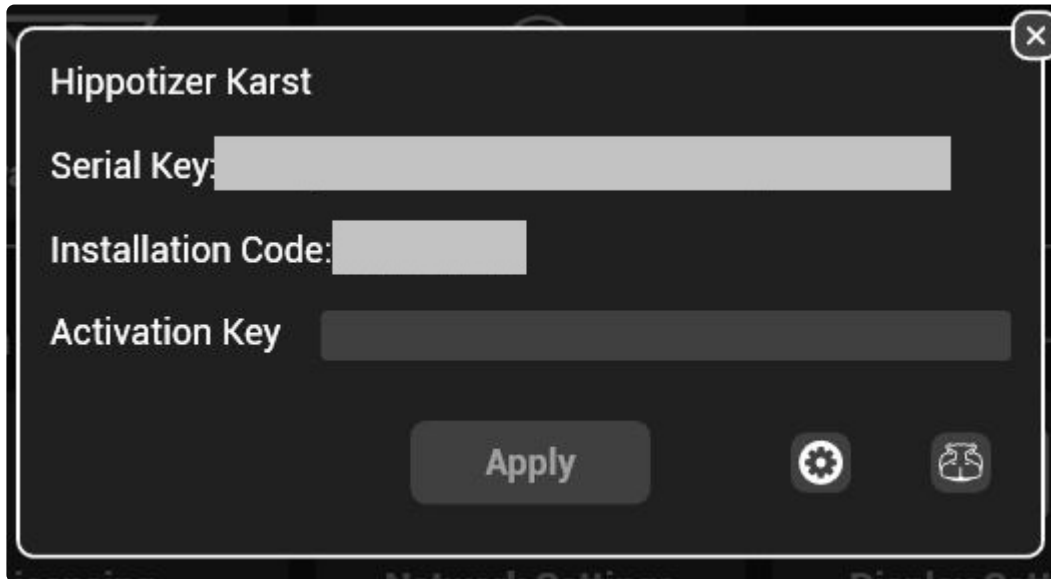 Hippotizer Karst
Serial Key:
Installation Code:
Activation Key
Apply